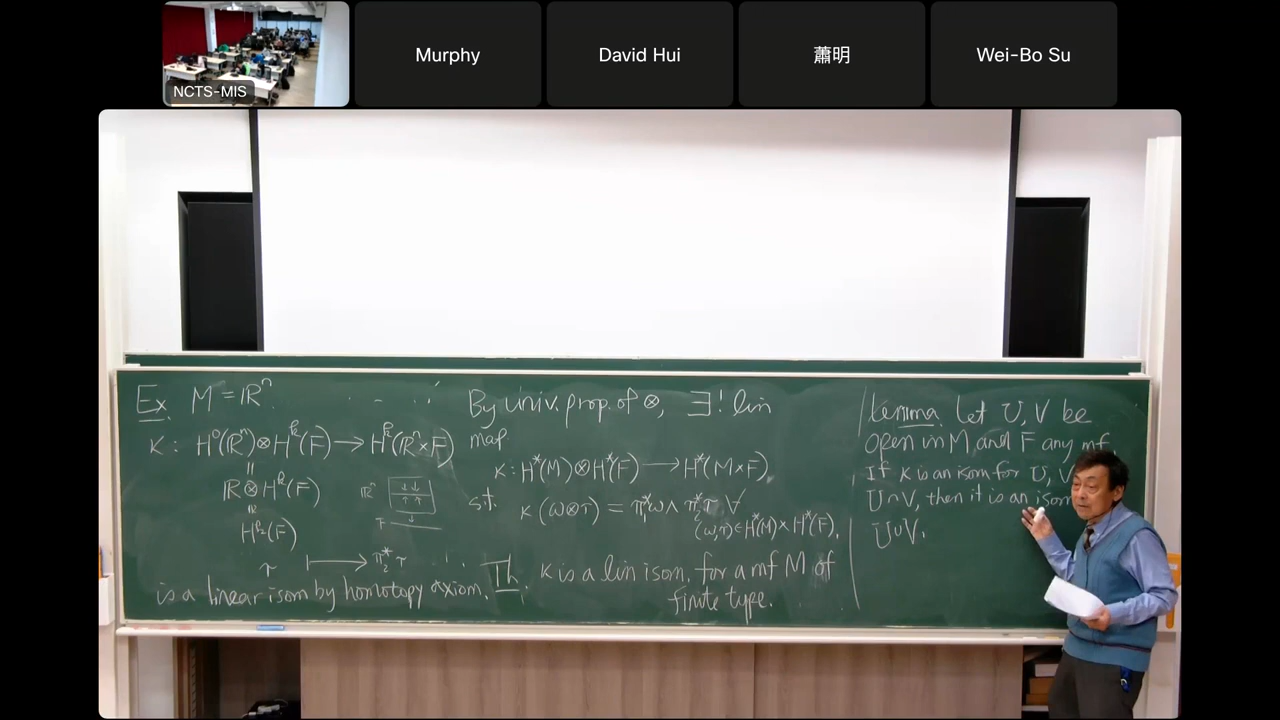 NCTS-MIS
Murphy
David Hui
蕭明
Wei-Bo Su
Ex. M = ℝⁿ
κ : H⁰(ℝⁿ)⊗Hᵏ(F) ⟶ Hᵏ(ℝⁿ×F)
||
ℝ⊗Hᵏ(F)
Hᵏ(F)
τ ⟼ π₂*τ
is a linear isom by homotopy axiom.
By univ. prop. of ⊗, ∃! lin
map
κ : H*(M)⊗H*(F) ⟶ H*(M×F)
s.t. κ(ω⊗τ) = π₁*ω ∧ π₂*τ ∀
(ω,τ)∈H*(M)×H*(F).
Th. κ is a lin isom. for a mf M of
finite type.
Lemma. Let U, V be
open in M and F any mf.
If κ is an isom for U, V
U∩V, then it is an isom
U∪V.